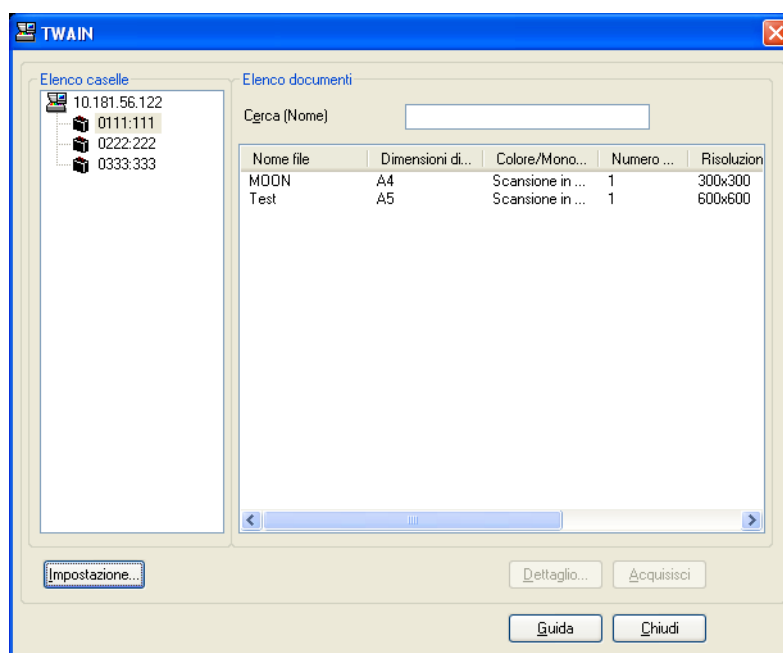 TWAIN
Elenco caselle
10.181.56.122
0111:111
0222:222
0333:333
Elenco documenti
Cerca (Nome)
Nome file Dimensioni di... Colore/Mono... Numero ... Risoluzion
MOON A4 Scansione in ... 1 300x300
Test A5 Scansione in ... 1 600x600
Impostazione...
Dettaglio... Acquisisci
Guida Chiudi